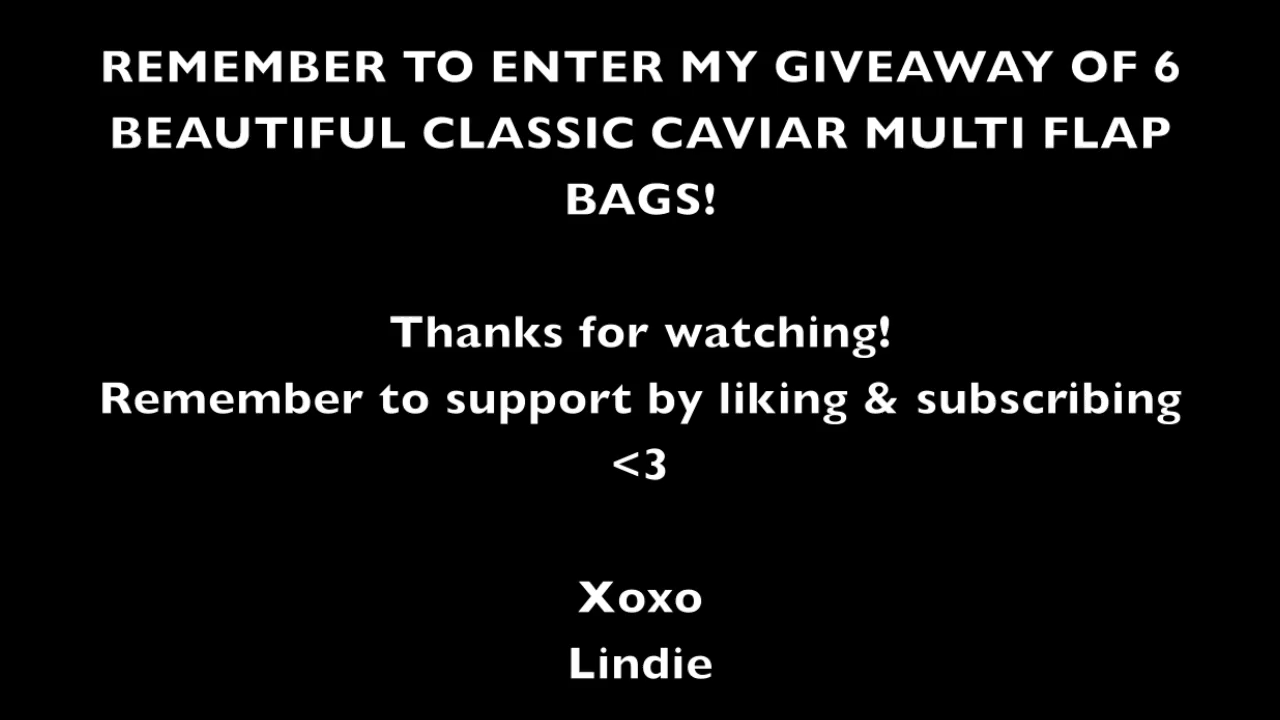 REMEMBER TO ENTER MY GIVEAWAY OF 6
BEAUTIFUL CLASSIC CAVIAR MULTI FLAP
BAGS!
Thanks for watching!
Remember to support by liking & subscribing
<3
Xoxo
Lindie